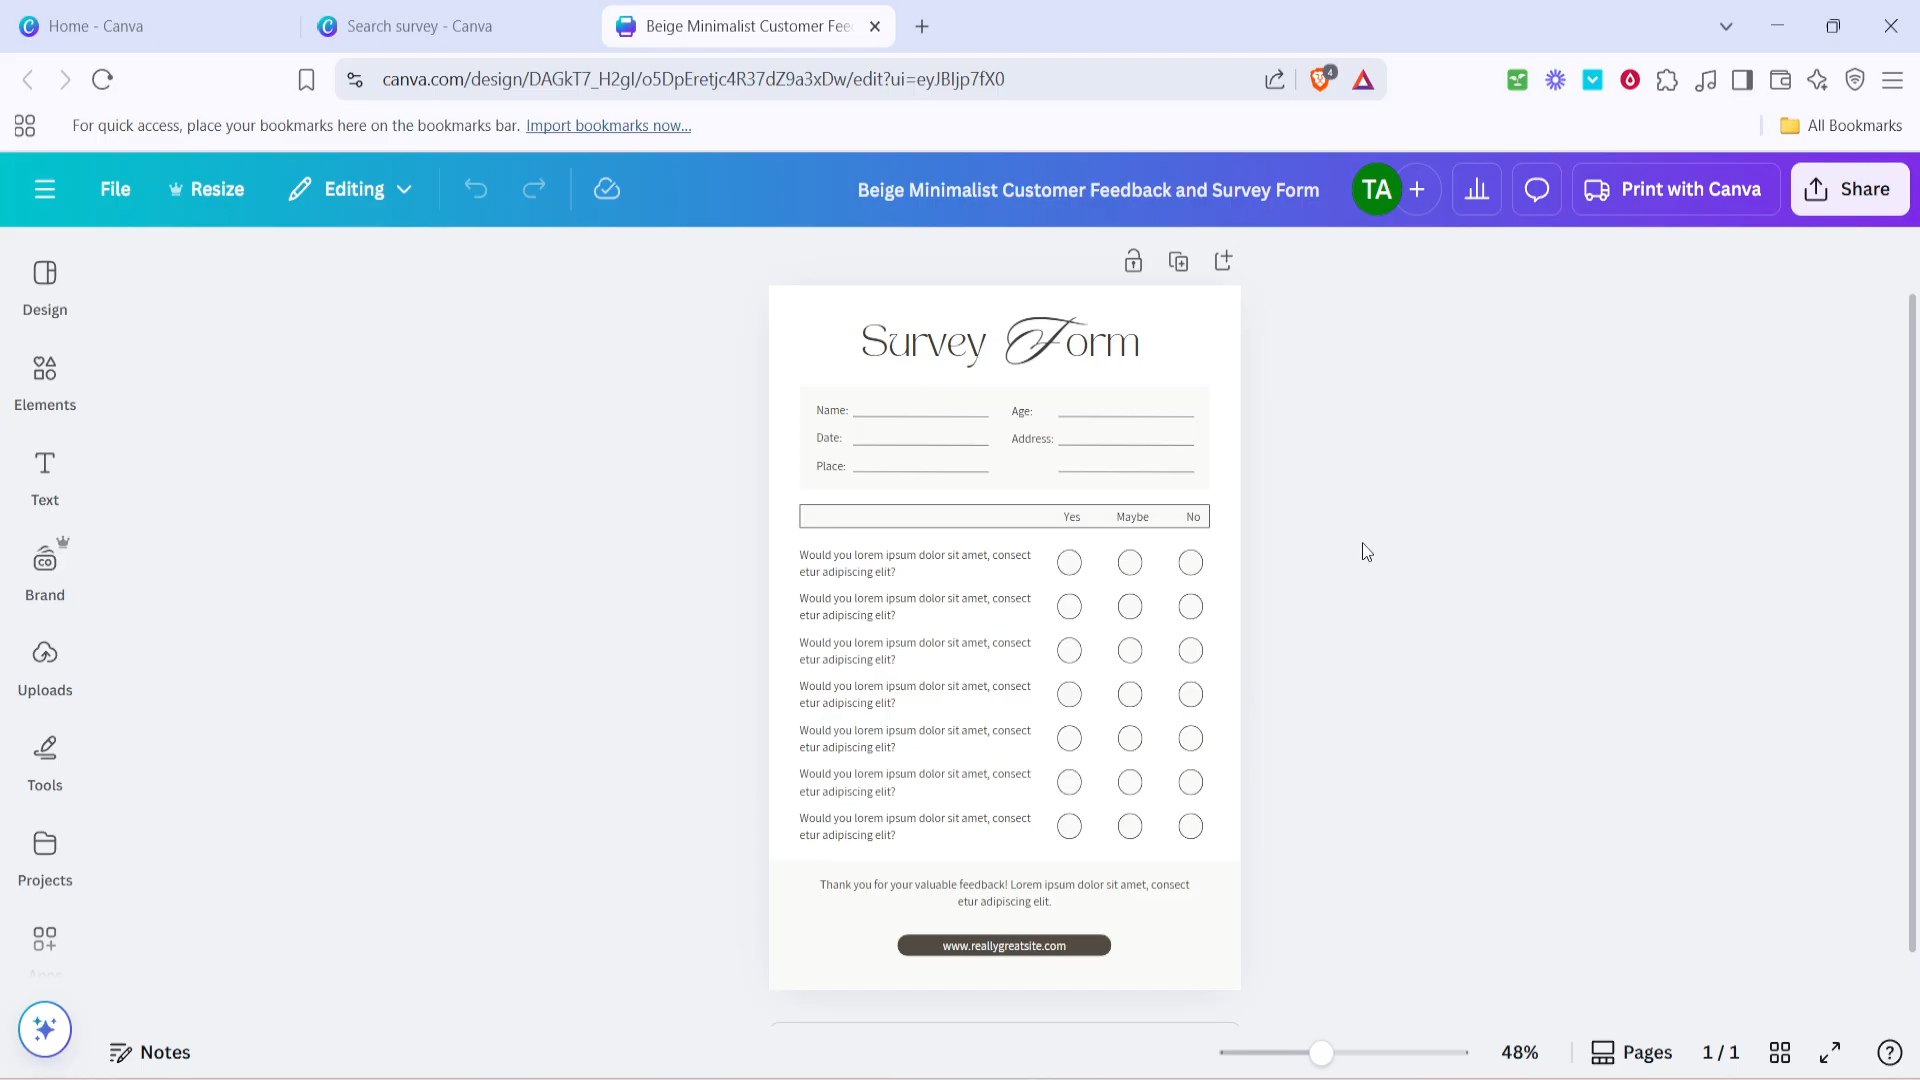 Home - Canva
Search survey - Canva
Beige Minimalist Customer Fee
canva.com/design/DAGkT7_H2gI/o5DpEretjc4R37dZ9a3xDw/edit?ui=eyJBIjp7fX0
4
For quick access, place your bookmarks here on the bookmarks bar. Import bookmarks now...
All Bookmarks
File
Resize
Editing
Beige Minimalist Customer Feedback and Survey Form
TA
Print with Canva
Share
Design
Elements
Text
Brand
Uploads
Tools
Projects
Apps
Survey Form
Name:
Age:
Date:
Address:
Place:
Yes Maybe No
Would you lorem ipsum dolor sit amet, consect
etur adipiscing elit?
Would you lorem ipsum dolor sit amet, consect
etur adipiscing elit?
Would you lorem ipsum dolor sit amet, consect
etur adipiscing elit?
Would you lorem ipsum dolor sit amet, consect
etur adipiscing elit?
Would you lorem ipsum dolor sit amet, consect
etur adipiscing elit?
Would you lorem ipsum dolor sit amet, consect
etur adipiscing elit?
Would you lorem ipsum dolor sit amet, consect
etur adipiscing elit?
Thank you for your valuable feedback! Lorem ipsum dolor sit amet, consect
etur adipiscing elit.
www.reallygreatsite.com
Notes
48%
Pages
1 / 1